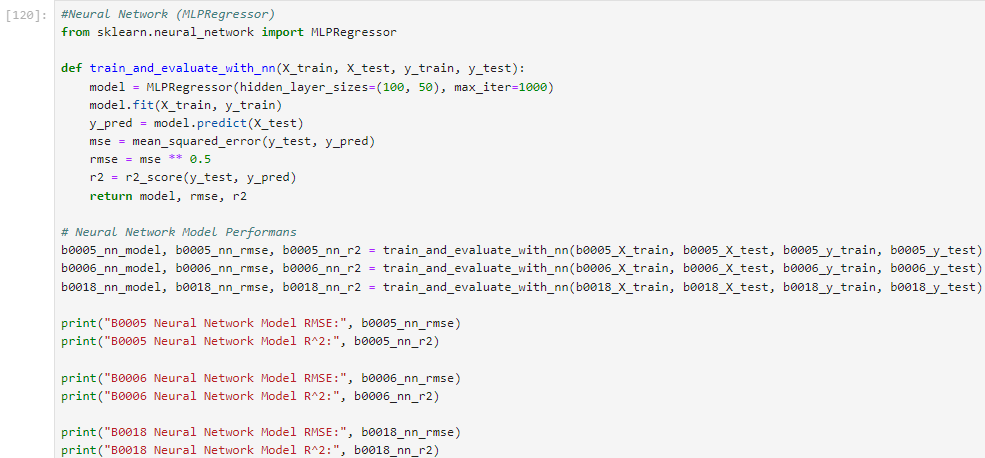 [120]:
#Neural Network (MLPRegressor)
from sklearn.neural_network import MLPRegressor
def train_and_evaluate_with_nn(X_train, X_test, y_train, y_test):
    model = MLPRegressor(hidden_layer_sizes=(100, 50), max_iter=1000)
    model.fit(X_train, y_train)
    y_pred = model.predict(X_test)
    mse = mean_squared_error(y_test, y_pred)
    rmse = mse ** 0.5
    r2 = r2_score(y_test, y_pred)
    return model, rmse, r2
# Neural Network Model Performans
b0005_nn_model, b0005_nn_rmse, b0005_nn_r2 = train_and_evaluate_with_nn(b0005_X_train, b0005_X_test, b0005_y_train, b0005_y_test)
b0006_nn_model, b0006_nn_rmse, b0006_nn_r2 = train_and_evaluate_with_nn(b0006_X_train, b0006_X_test, b0006_y_train, b0006_y_test)
b0018_nn_model, b0018_nn_rmse, b0018_nn_r2 = train_and_evaluate_with_nn(b0018_X_train, b0018_X_test, b0018_y_train, b0018_y_test)
print("B0005 Neural Network Model RMSE:", b0005_nn_rmse)
print("B0005 Neural Network Model R^2:", b0005_nn_r2)
print("B0006 Neural Network Model RMSE:", b0006_nn_rmse)
print("B0006 Neural Network Model R^2:", b0006_nn_r2)
print("B0018 Neural Network Model RMSE:", b0018_nn_rmse)
print("B0018 Neural Network Model R^2:", b0018_nn_r2)